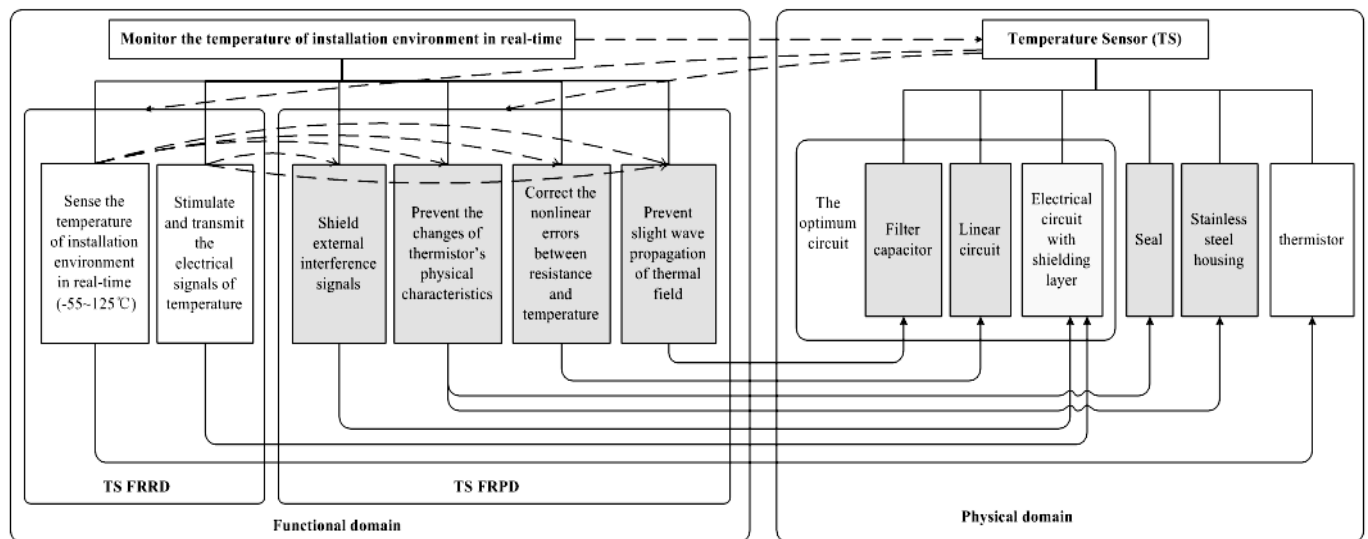 Monitor the temperature of installation environment in real-time
Temperature Sensor (TS)
Sense the
temperature
of installation
environment
in real-time
(-55~125℃)
Stimulate
and transmit
the
electrical
signals of
temperature
Shield
external
interference
signals
Prevent the
changes of
thermistor's
physical
characteristics
Correct the
nonlinear
errors
between
resistance
and
temperature
Prevent
slight wave
propagation
of thermal
field
The
optimum
circuit
Filter
capacitor
Linear
circuit
Electrical
circuit
with
shielding
layer
Seal
Stainless
steel
housing
thermistor
TS FRRD
TS FRPD
Functional domain
Physical domain